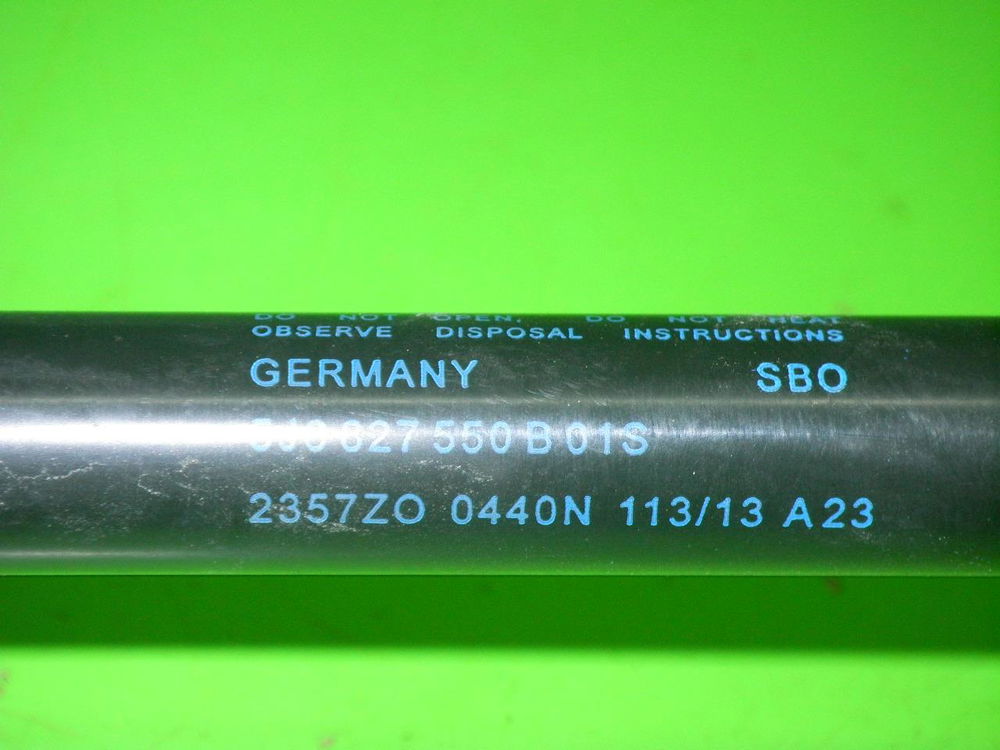 DO NOT OPEN. DO NOT HEAT
OBSERVE DISPOSAL INSTRUCTIONS
GERMANY SBO
827 550 B 01S
2357ZO 0440N 113/13 A23